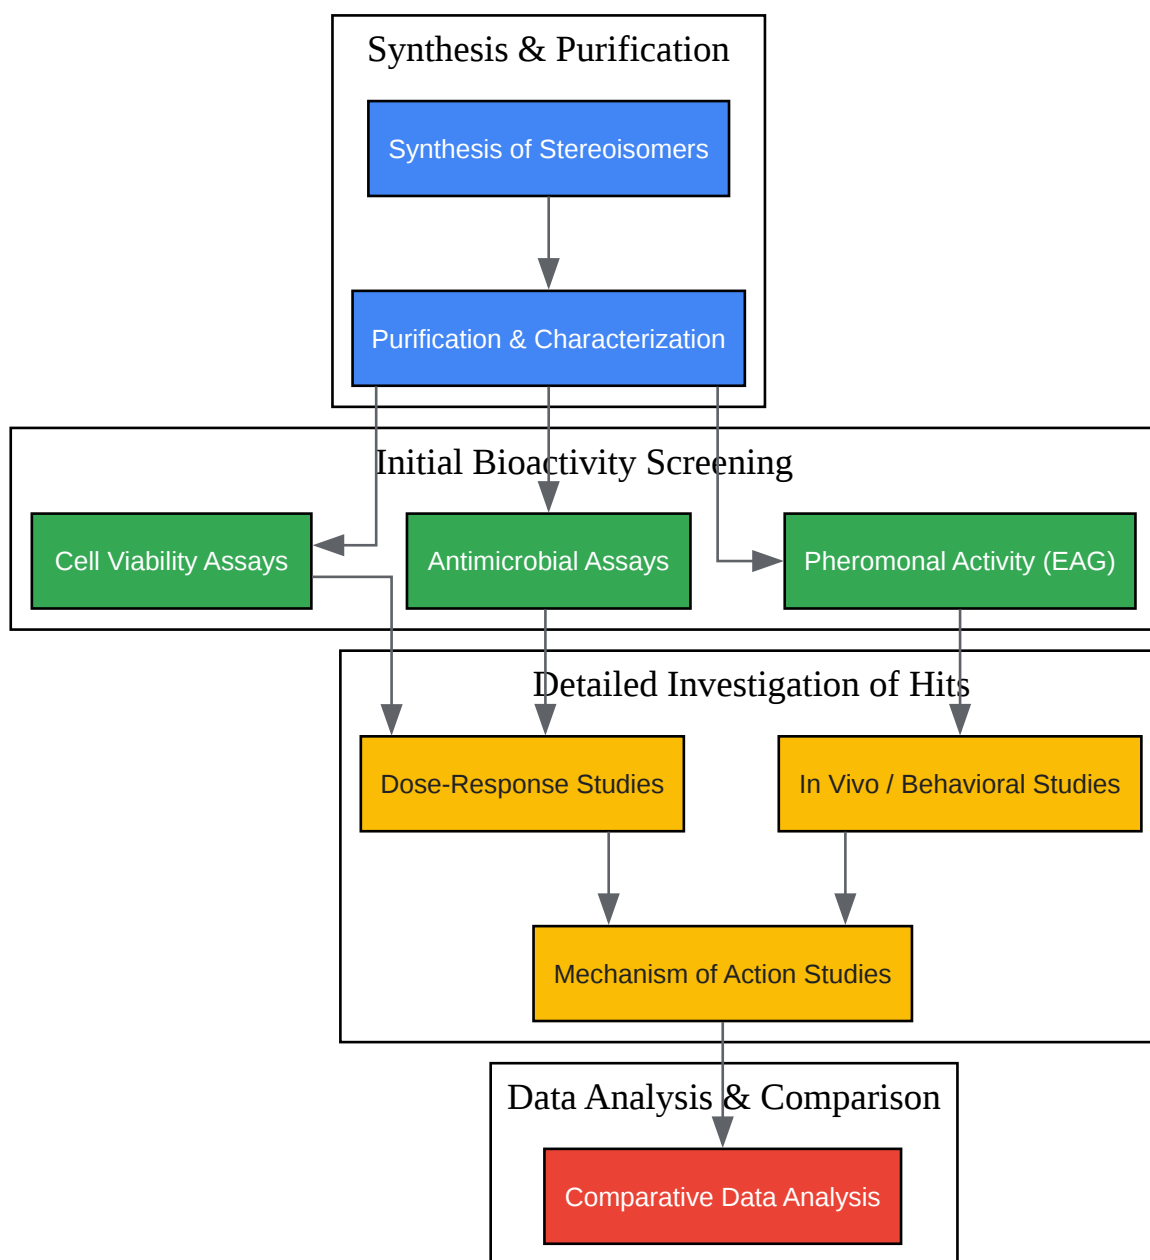 Synthesis & Purification
Synthesis of Stereoisomers
Purification & Characterization
Initial Bioactivity Screening
Cell Viability Assays
Antimicrobial Assays
Pheromonal Activity (EAG)
Detailed Investigation of Hits
Dose-Response Studies
In Vivo / Behavioral Studies
Mechanism of Action Studies
Data Analysis & Comparison
Comparative Data Analysis